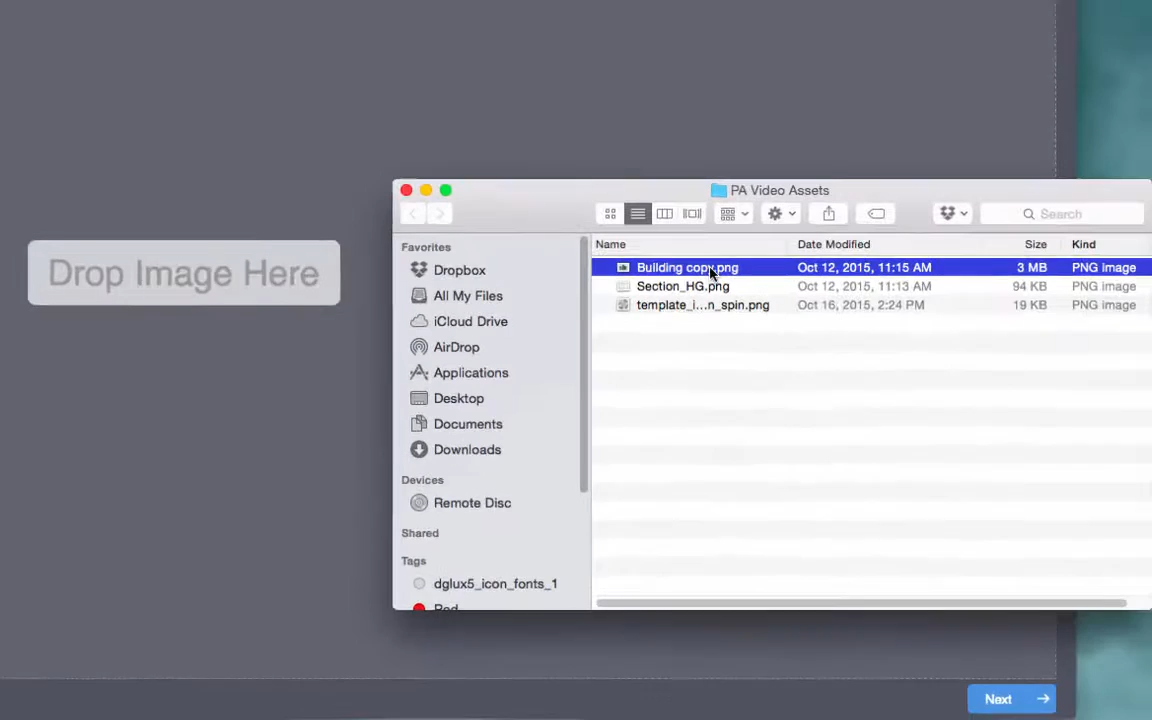 PA Video Assets
Search
Name Date Modified Size Kind
Favorites
Dropbox
All My Files
iCloud Drive
AirDrop
Applications
Desktop
Documents
Downloads
Devices
Remote Disc
Shared
Tags
dglux5_icon_fonts_1
Red
Building copy.png Oct 12, 2015, 11:15 AM 3 MB PNG image
Section_HG.png Oct 12, 2015, 11:13 AM 94 KB PNG image
template_i...n_spin.png Oct 16, 2015, 2:24 PM 19 KB PNG image
Drop Image Here
Next